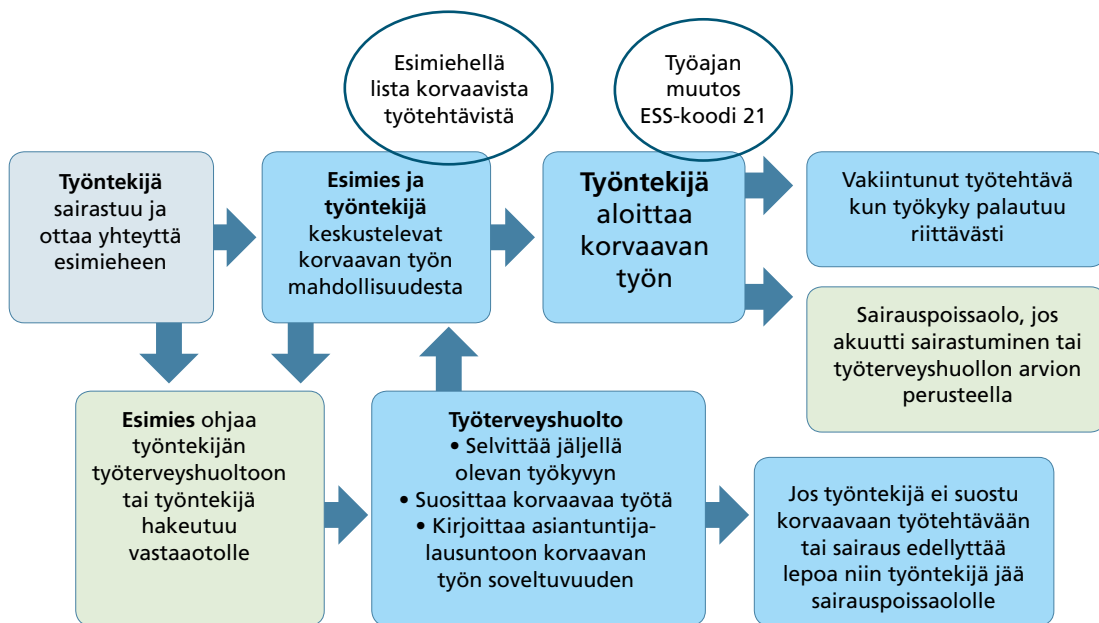 Esimiehellä
lista korvaavista
työtehtävistä
Työajan
muutos
ESS-koodi 21
Työntekijä
sairastuu ja
ottaa yhteyttä
esimieheen
Esimies ja
työntekijä
keskustelevat
korvaavan työn
mahdollisuudesta
Työntekijä
aloittaa
korvaavan
työn
Vakiintunut työtehtävä
kun työkyky palautuu
riittävästi
Sairauspoissaolo, jos
akuutti sairastuminen tai
työterveyshuollon arvion
perusteella
Esimies ohjaa
työntekijän
työterveyshuoltoon
tai työntekijä
hakeutuu
vastaaotolle
Työterveyshuolto
• Selvittää jäljellä
olevan työkyvyn
• Suosittaa korvaavaa työtä
• Kirjoittaa asiantuntija-
lausuntoon korvaavan
työn soveltuvuuden
Jos työntekijä ei suostu
korvaavaan työtehtävään
tai sairaus edellyttää
lepoa niin työntekijä jää
sairauspoissaololle